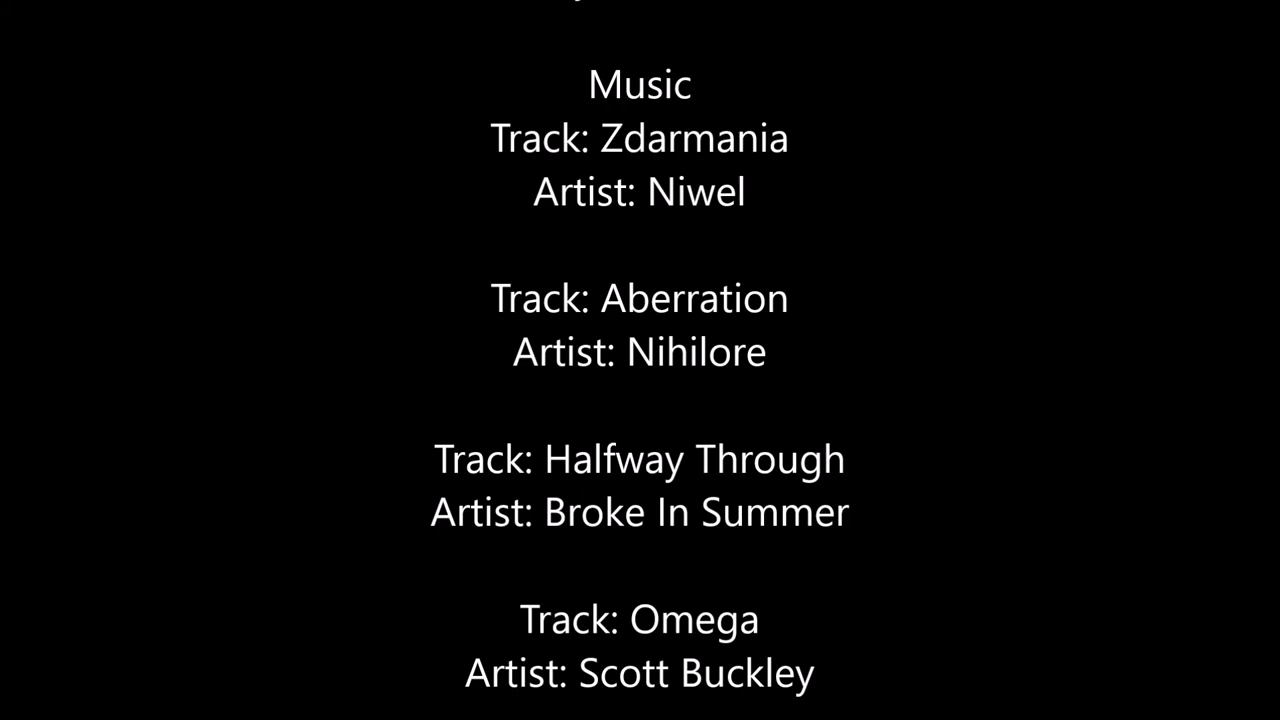 Music
Track: Zdarmania
Artist: Niwel
Track: Aberration
Artist: Nihilore
Track: Halfway Through
Artist: Broke In Summer
Track: Omega
Artist: Scott Buckley